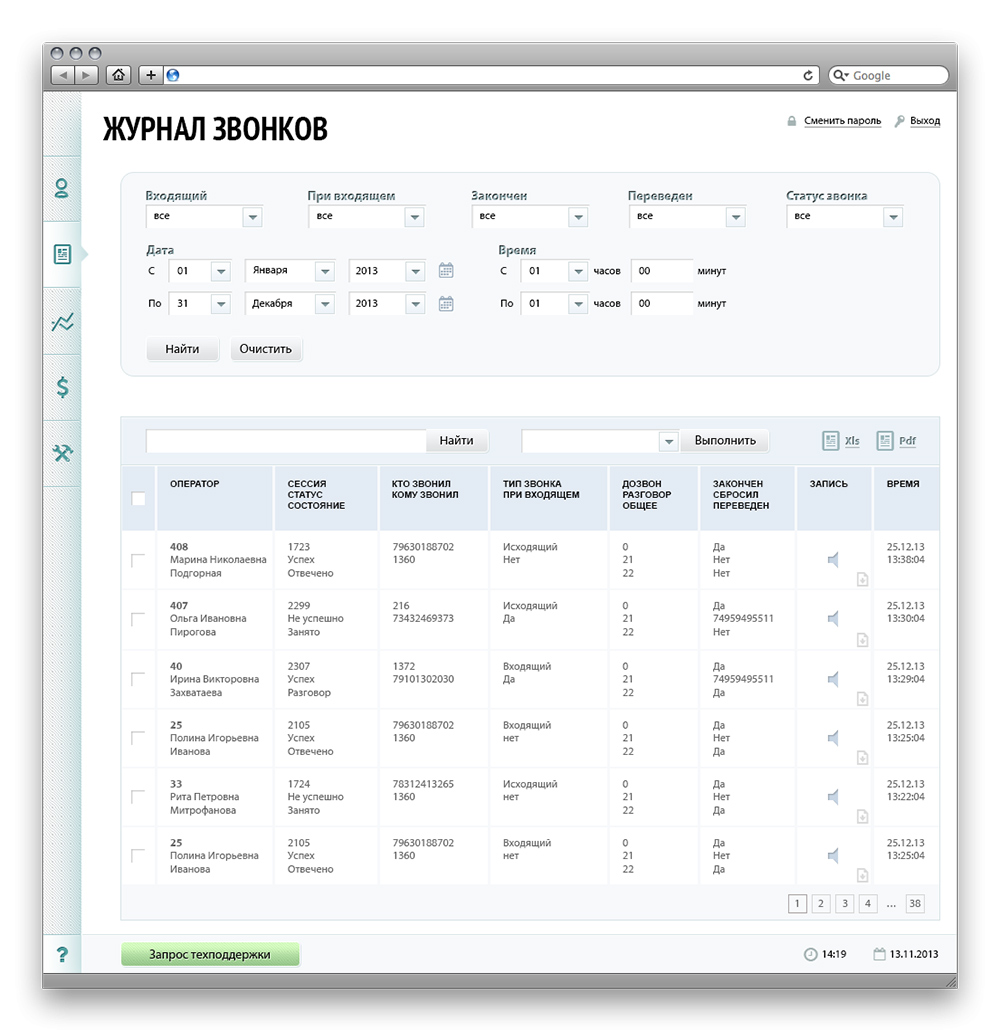 Google
ЖУРНАЛ ЗВОНКОВ
Сменить пароль Выход
Входящий При входящем Закончен Переведен Статус звонка
все все все все все
Дата Время
С 01 Января 2013 С 01 часов 00 минут
По 31 Декабря 2013 По 01 часов 00 минут
Найти Очистить
Найти Выполнить Xls Pdf
ОПЕРАТОР СЕССИЯ КТО ЗВОНИЛ ТИП ЗВОНКА ДОЗВОН ЗАКОНЧЕН ЗАПИСЬ ВРЕМЯ
СТАТУС КОМУ ЗВОНИЛ ПРИ ВХОДЯЩЕМ РАЗГОВОР СБРОСИЛ
СОСТОЯНИЕ ОБЩЕЕ ПЕРЕВЕДЕН
408 1723 79630188702 Исходящий 0 Да 25.12.13
Марина Николаевна Успех 1360 Нет 21 Нет 13:38:04
Подгорная Отвечено 22 Нет
407 2299 216 Исходящий 0 Да 25.12.13
Ольга Ивановна Не успешно 73432469373 Да 21 74959495511 13:30:04
Пирогова Занято 22 Нет
40 2307 1372 Входящий 0 Да 25.12.13
Ирина Викторовна Успех 79101302030 Да 21 74959495511 13:29:04
Захватаева Разговор 22 Да
25 2105 79630188702 Входящий 0 Да 25.12.13
Полина Игорьевна Успех 1360 нет 21 Нет 13:25:04
Иванова Отвечено 22 Да
33 1724 78312413265 Исходящий 0 Да 25.12.13
Рита Петровна Не успешно 1360 нет 21 Нет 13:22:04
Митрофанова Занято 22 Да
25 2105 79630188702 Входящий 0 Да 25.12.13
Полина Игорьевна Успех 1360 нет 21 Нет 13:25:04
Иванова Отвечено 22 Да
1 2 3 4 ... 38
? Запрос техподдержки 14:19 13.11.2013